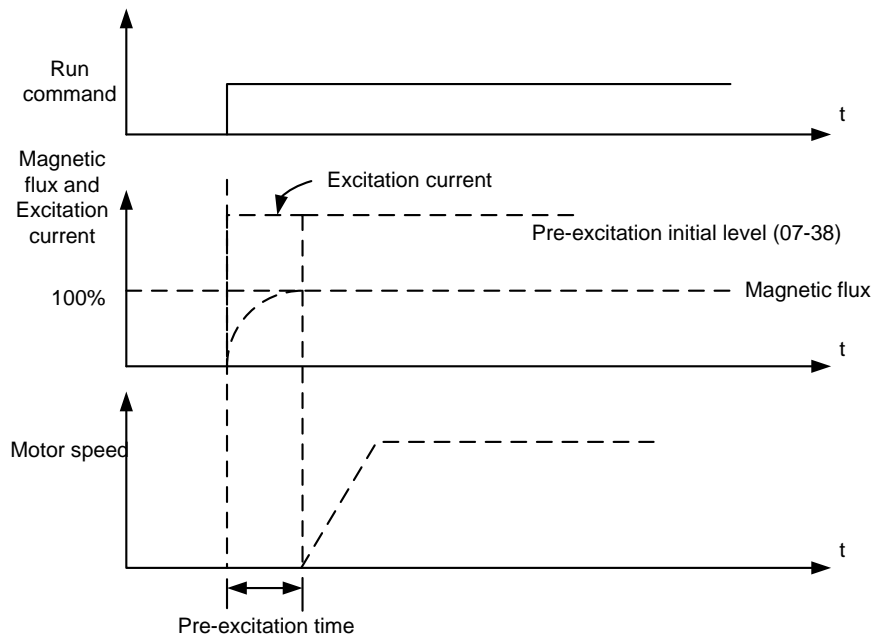 Run
command
t
Magnetic
flux and
Excitation
current
Excitation current
Pre-excitation initial level (07-38)
100%
Magnetic flux
t
Motor speed
t
Pre-excitation time